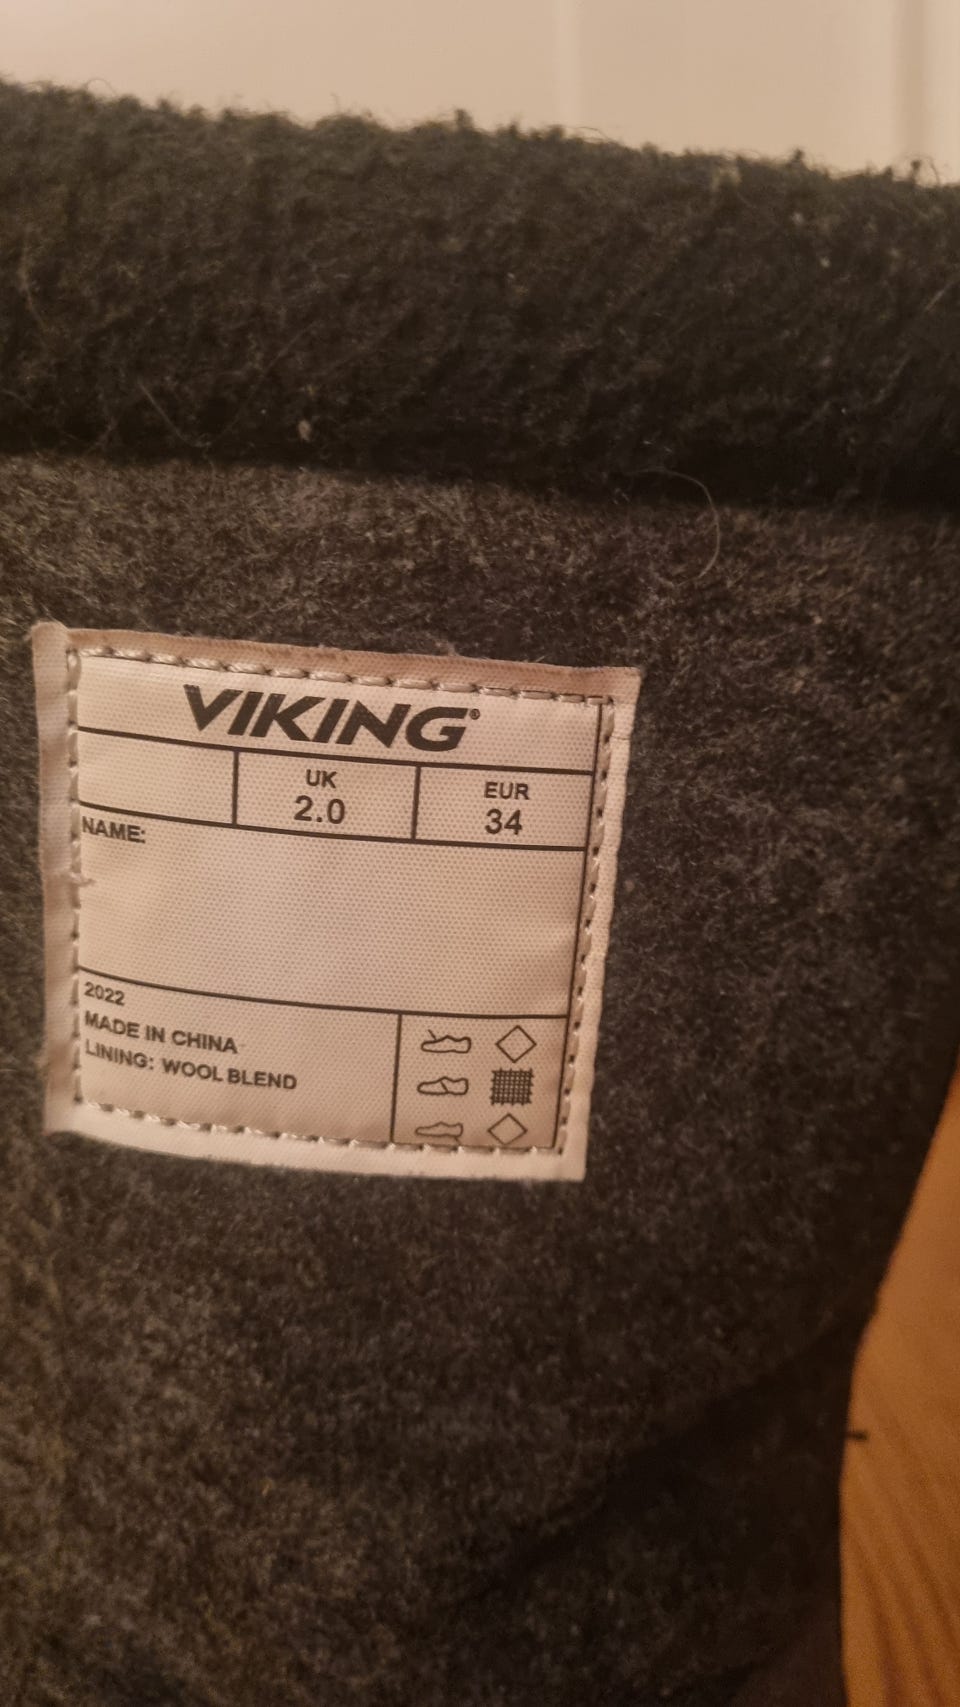 VIKING®
UK EUR
2.0 34
NAME:
2022
MADE IN CHINA
LINING: WOOL BLEND